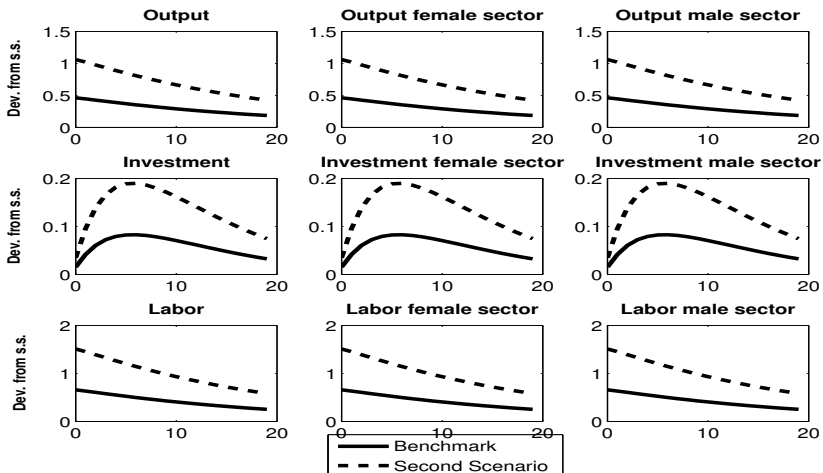 Output Output female sector Output male sector
Dev. from s.s.
1.5 1.5 1.5
1 1 1
0.5 0.5 0.5
0 0 0
0 10 20 0 10 20 0 10 20
Investment Investment female sector Investment male sector
Dev. from s.s.
0.2 0.2 0.2
0.1 0.1 0.1
0 0 0
0 10 20 0 10 20 0 10 20
Labor Labor female sector Labor male sector
Dev. from s.s.
2 2 2
1 1 1
0 0 0
0 10 20 0 10 20 0 10 20
Benchmark
Second Scenario